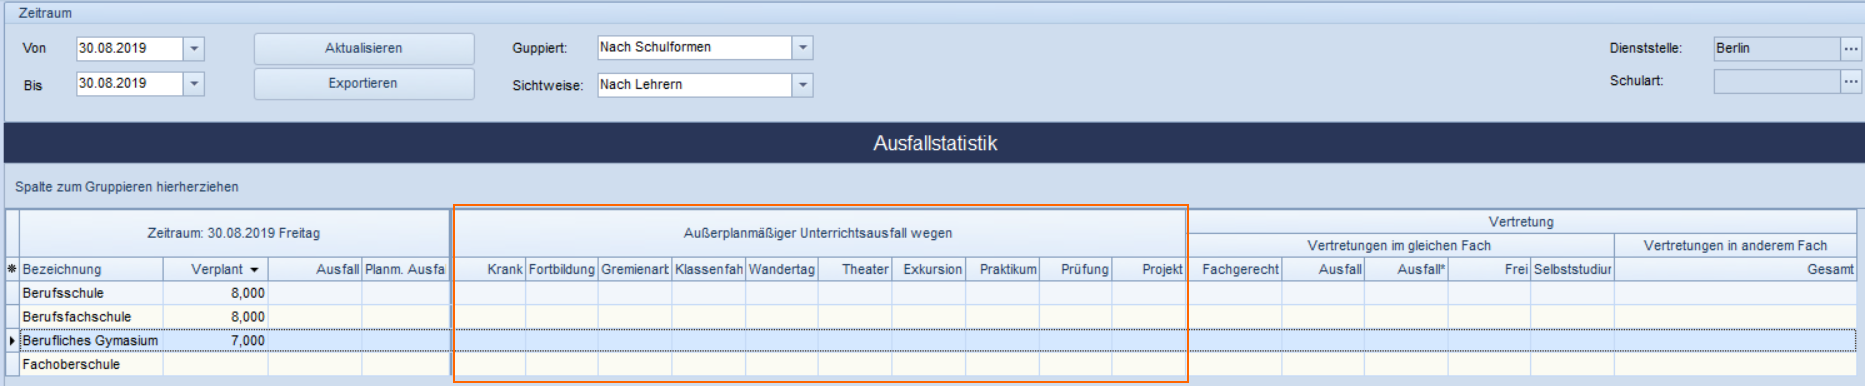 Zeitraum
Von 30.08.2019 Aktualisieren Guppiert: Nach Schulformen Dienststelle: Berlin ...
Bis 30.08.2019 Exportieren Sichtweise: Nach Lehrern Schulart: ...
Ausfallstatistik
Spalte zum Gruppieren hierherziehen
Zeitraum: 30.08.2019 Freitag Außerplanmäßiger Unterrichtsausfall wegen Vertretung
Vertretungen im gleichen Fach Vertretungen in anderem Fach
Bezeichnung Verplant Ausfall Planm. Ausfa Krank Fortbildung Gremienart Klassenfah Wandertag Theater Exkursion Praktikum Prüfung Projekt Fachgerecht Ausfall Ausfall* Frei Selbststudiur Gesamt
Berufsschule 8,000
Berufsfachschule 8,000
Berufliches Gymasium 7,000
Fachoberschule